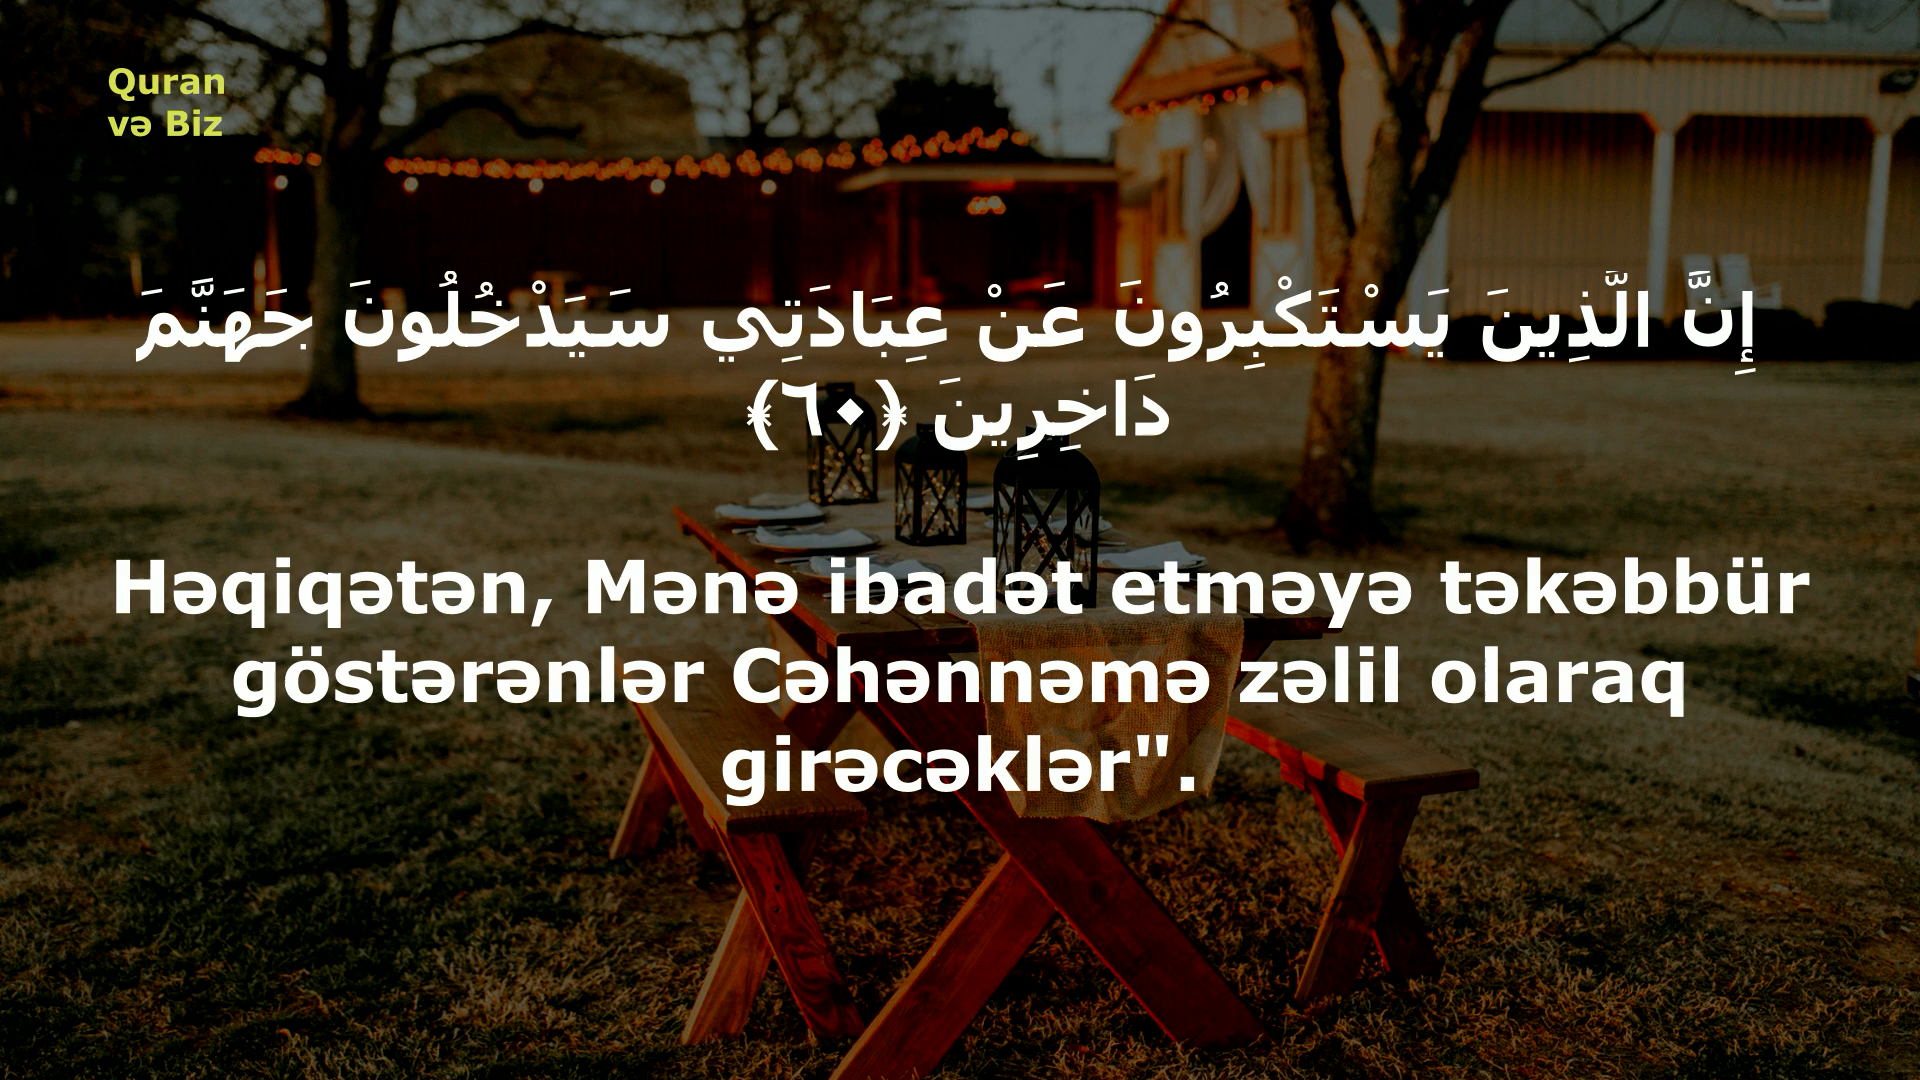 Quran
və Biz
إِنَّ الَّذِينَ يَسْتَكْبِرُونَ عَنْ عِبَادَتِي سَيَدْخُلُونَ جَهَنَّمَ
دَاخِرِينَ ﴿٦٠﴾
Həqiqətən, Mənə ibadət etməyə təkəbbür
göstərənlər Cəhənnəmə zəlil olaraq
girəcəklər".